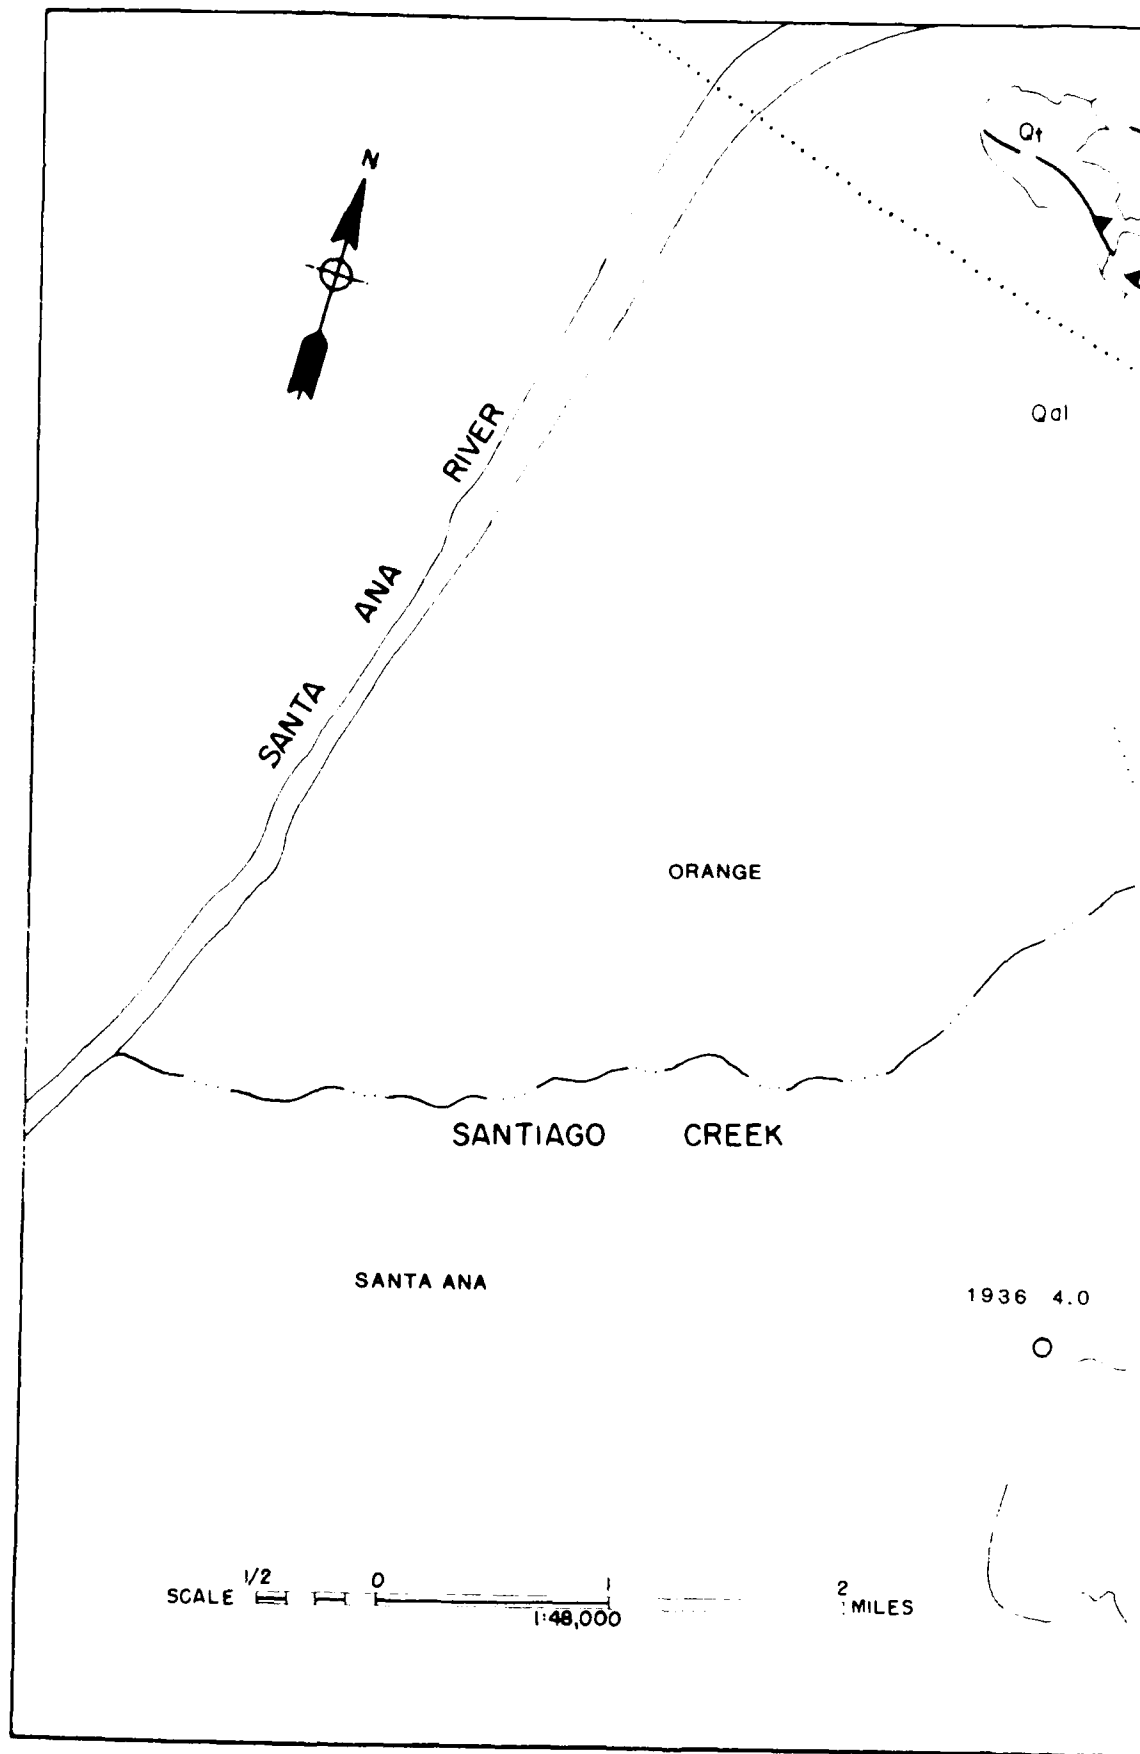 Qt
N
Qal
RIVER
ANA
SANTA
ORANGE
SANTIAGO CREEK
SANTA ANA
1936 4.0
SCALE 1/2 0 1 2 MILES
1:48,000